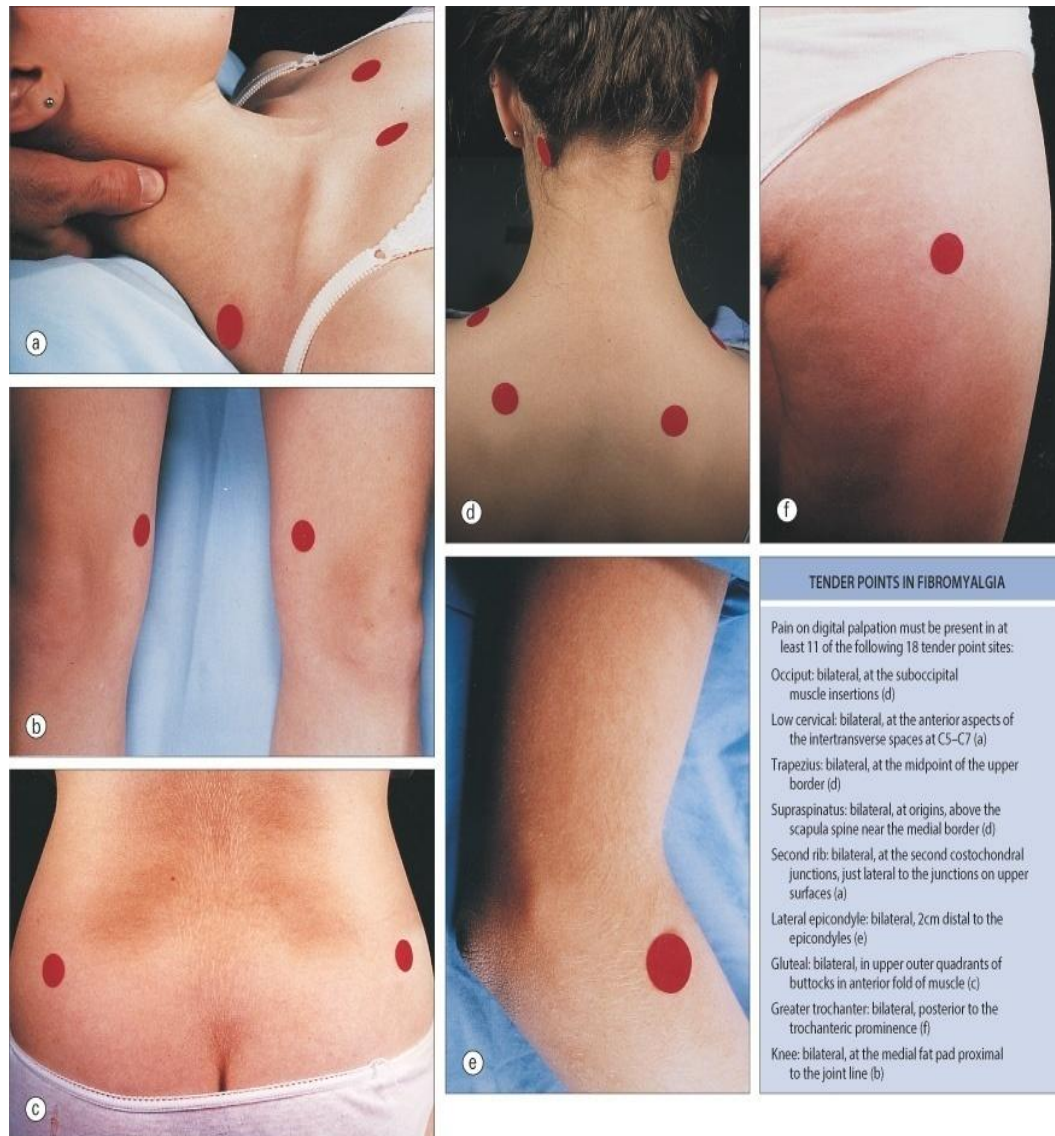 a
b
c
d
e
f
TENDER POINTS IN FIBROMYALGIA
Pain on digital palpation must be present in at
least 11 of the following 18 tender point sites:
Occiput: bilateral, at the suboccipital
muscle insertions (d)
Low cervical: bilateral, at the anterior aspects of
the intertransverse spaces at C5–C7 (a)
Trapezius: bilateral, at the midpoint of the upper
border (d)
Supraspinatus: bilateral, at origins, above the
scapula spine near the medial border (d)
Second rib: bilateral, at the second costochondral
junctions, just lateral to the junctions on upper
surfaces (a)
Lateral epicondyle: bilateral, 2cm distal to the
epicondyles (e)
Gluteal: bilateral, in upper outer quadrants of
buttocks in anterior fold of muscle (c)
Greater trochanter: bilateral, posterior to the
trochanteric prominence (f)
Knee: bilateral, at the medial fat pad proximal
to the joint line (b)